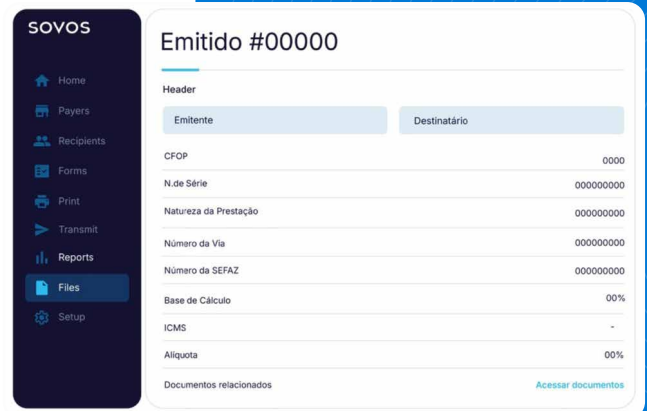 SOVOS
Home
Payers
Recipients
Forms
Print
Transmit
Reports
Files
Setup
Emitido #00000
Header
Emitente
Destinatário
CFOP 0000
N.de Série 000000000
Natureza da Prestação 000000000
Número da Via 000000000
Número da SEFAZ 000000000
Base de Cálculo 00%
ICMS -
Alíquota 00%
Documentos relacionados Acessar documentos